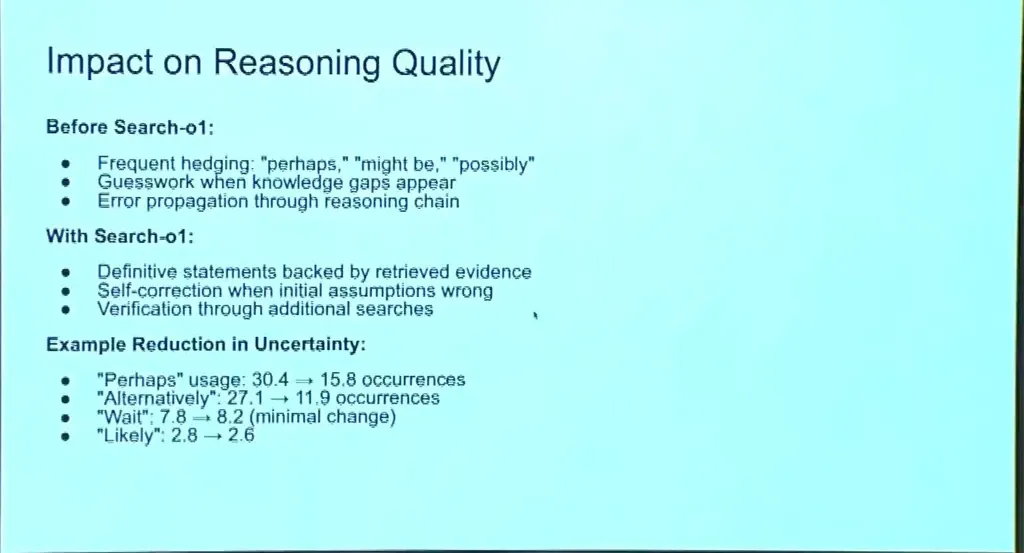 Impact on Reasoning Quality
Before Search-o1:
● Frequent hedging: "perhaps," "might be," "possibly"
● Guesswork when knowledge gaps appear
● Error propagation through reasoning chain
With Search-o1:
● Definitive statements backed by retrieved evidence
● Self-correction when initial assumptions wrong
● Verification through additional searches
Example Reduction in Uncertainty:
● "Perhaps" usage: 30.4 → 15.8 occurrences
● "Alternatively": 27.1 → 11.9 occurrences
● "Wait": 7.8 → 8.2 (minimal change)
● "Likely": 2.8 → 2.6